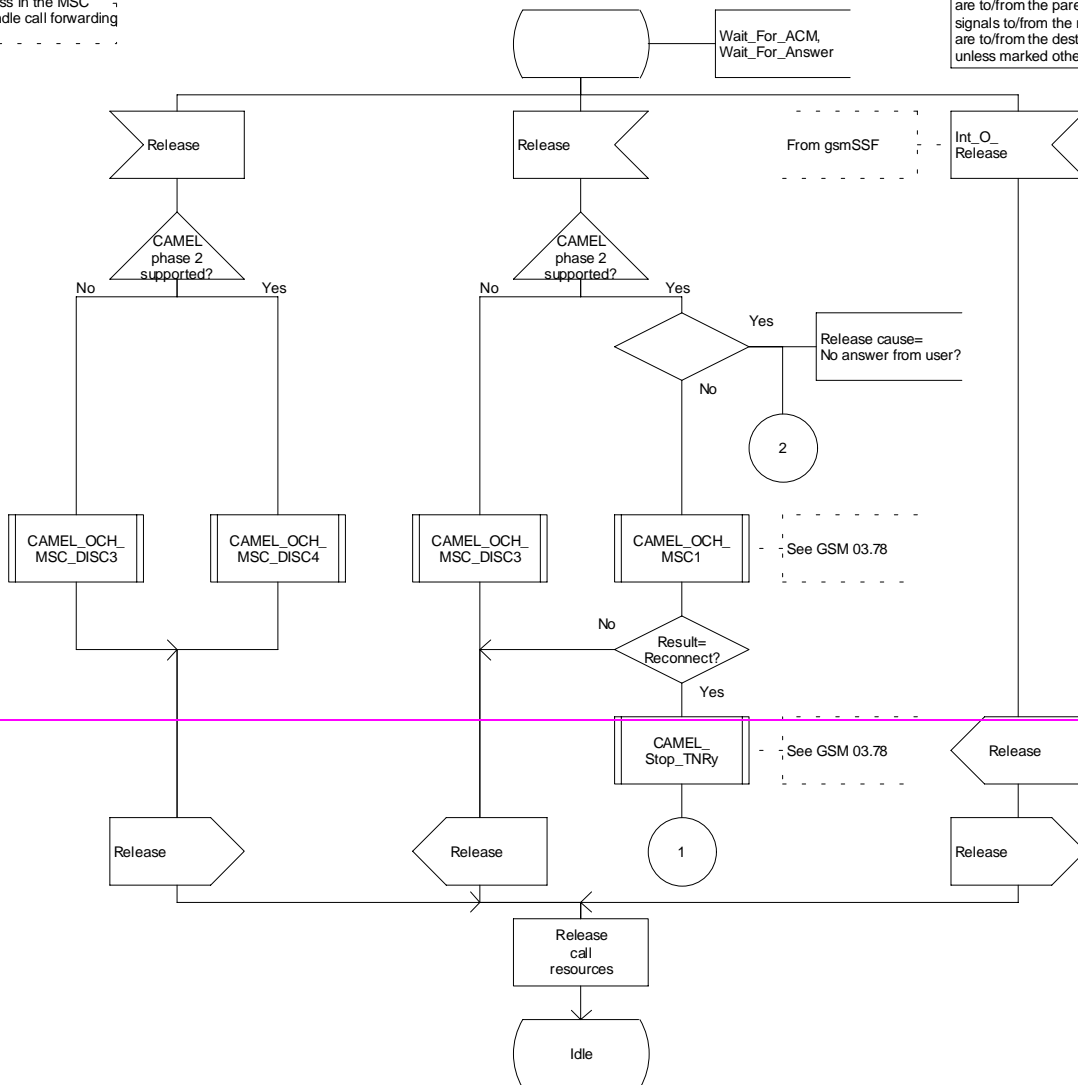 ss in the MSC
ndle call forwarding
are to/from the pare
signals to/from the
are to/from the dest
unless marked othe
Wait_For_ACM,
Wait_For_Answer
Release
Release
From gsmSSF
Int_O_
Release
CAMEL
phase 2
supported?
No
Yes
CAMEL
phase 2
supported?
No
Yes
Yes
Release cause=
No answer from user?
No
2
CAMEL_OCH_
MSC_DISC3
CAMEL_OCH_
MSC_DISC4
CAMEL_OCH_
MSC_DISC3
CAMEL_OCH_
MSC1
See GSM 03.78
No
Result=
Reconnect?
Yes
CAMEL_
Stop_TNRy
See GSM 03.78
Release
Release
Release
1
Release
Release
call
resources
Idle